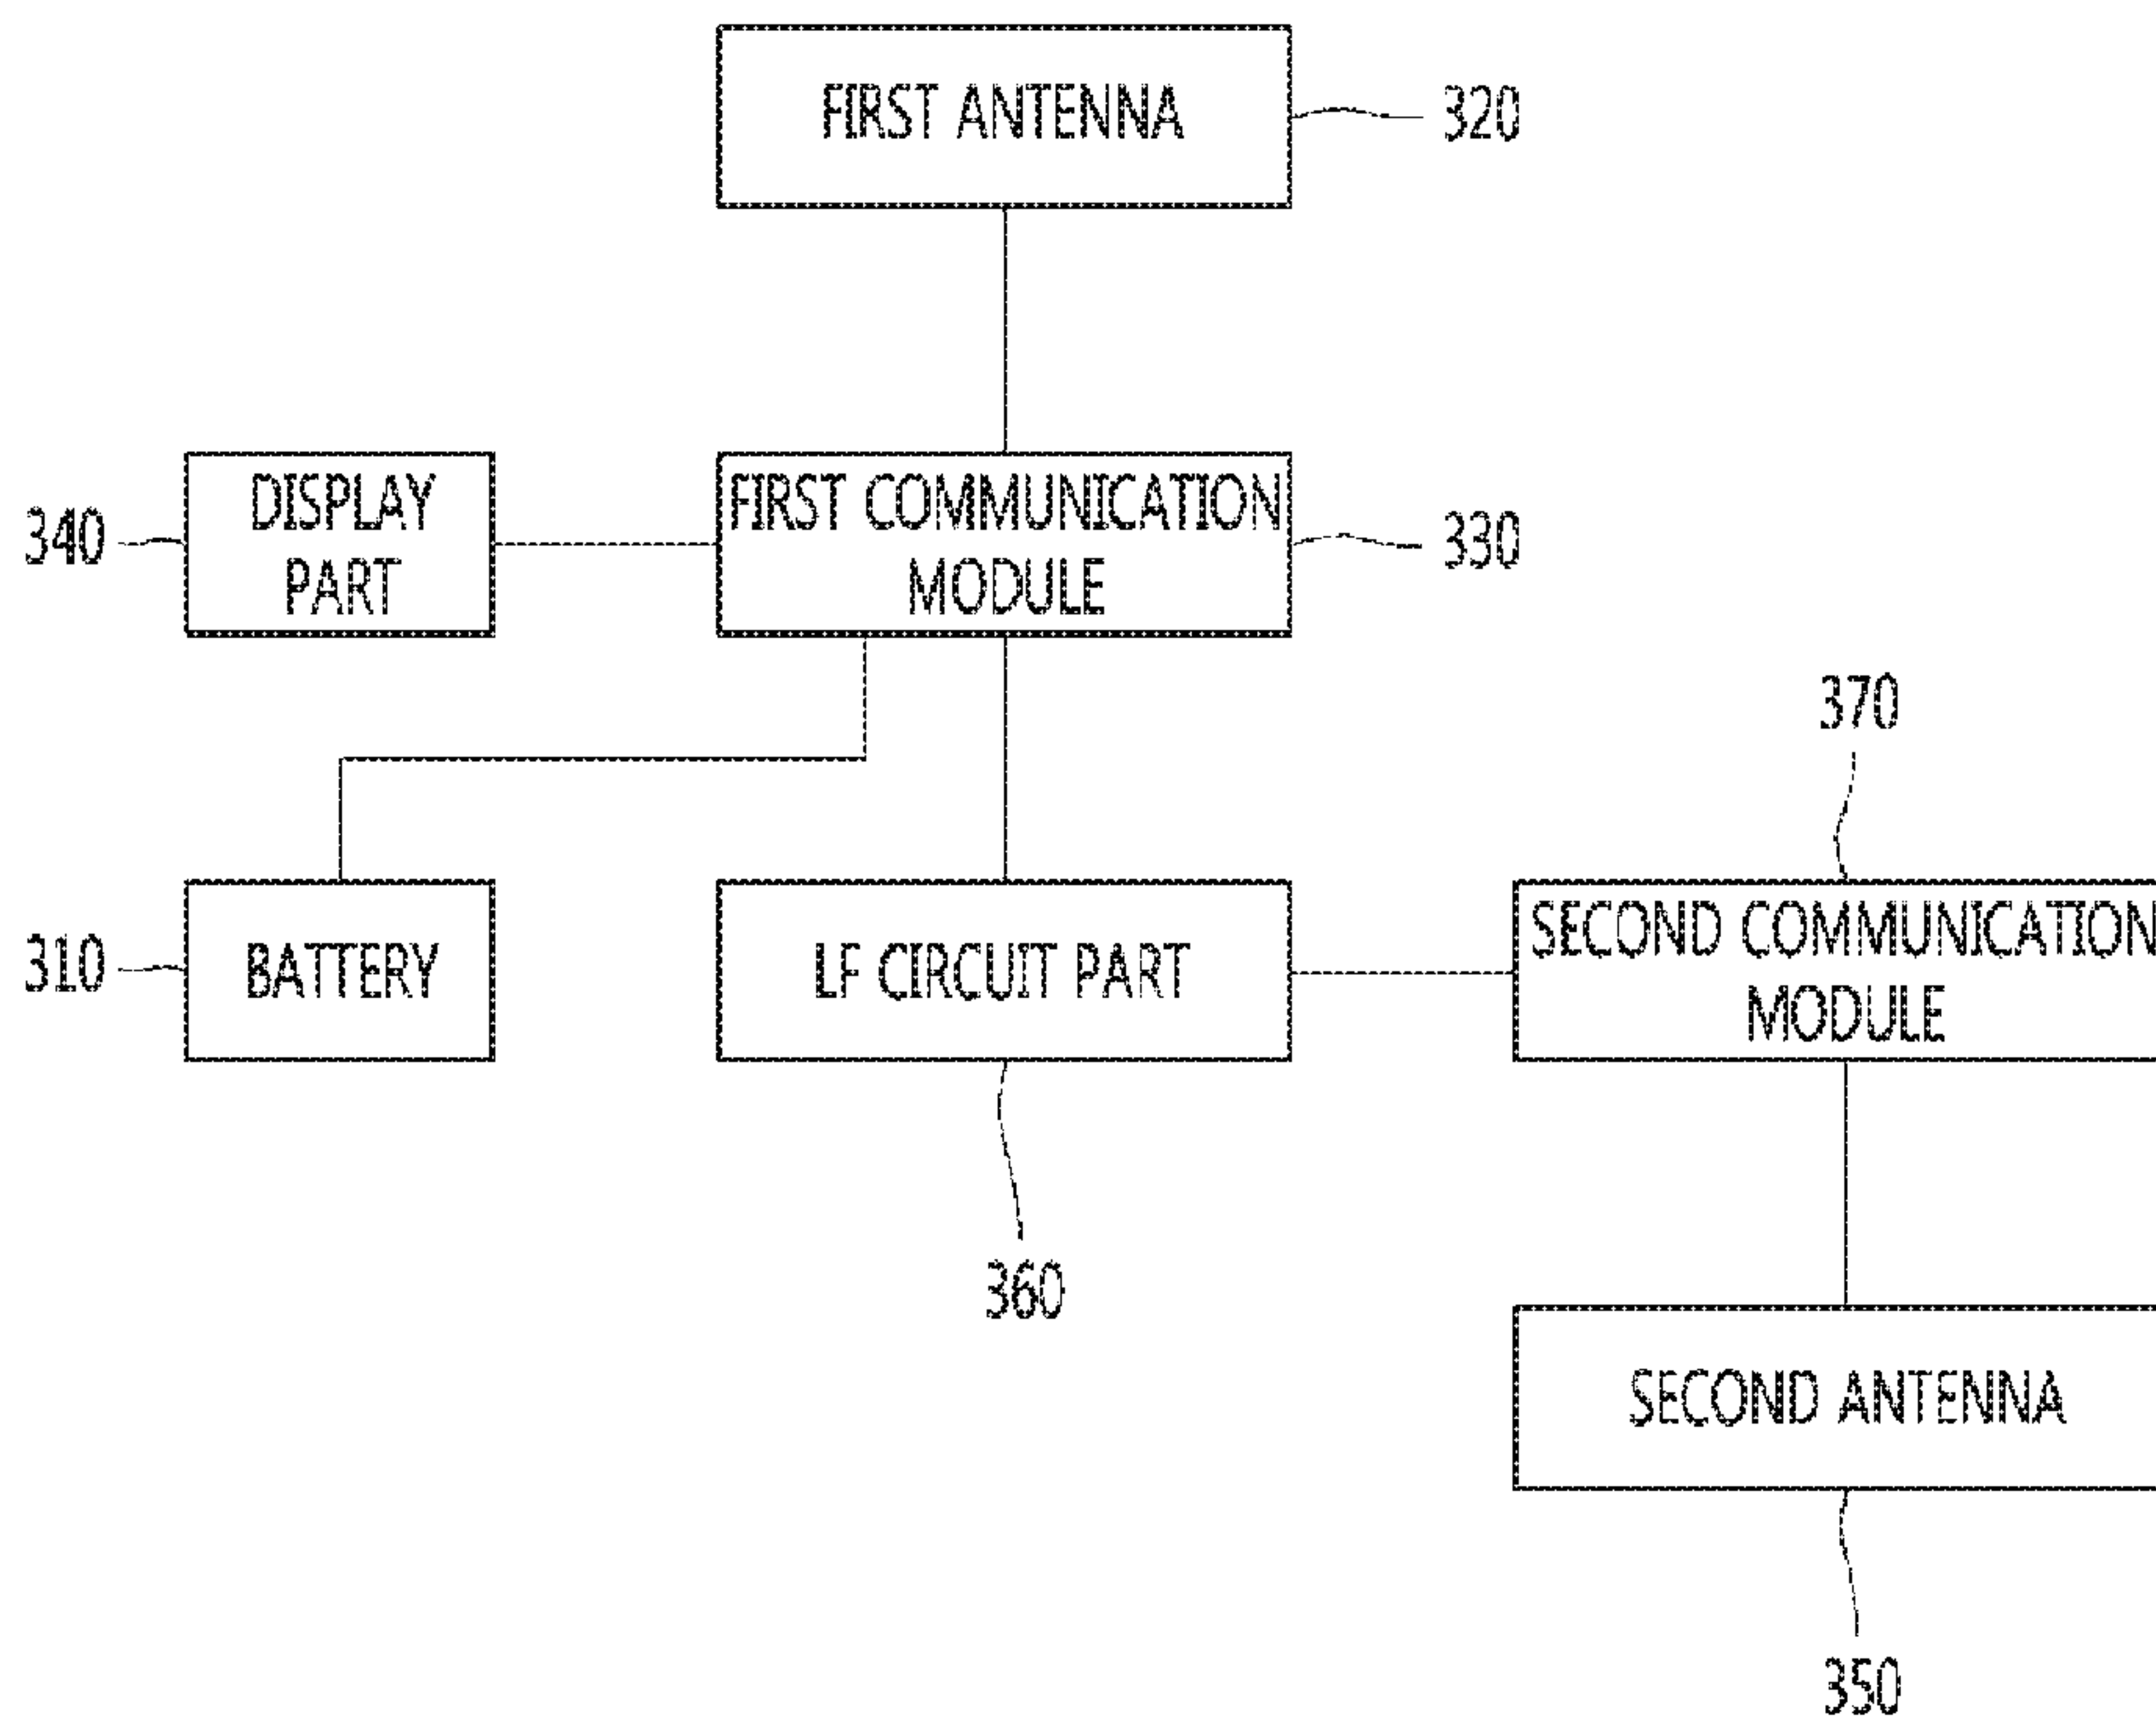 FIRST ANTENNA
320
340
DISPLAY
PART
FIRST COMMUNICATION
MODULE
330
370
310
BATTERY
LF CIRCUIT PART
SECOND COMMUNICATION
MODULE
360
SECOND ANTENNA
350